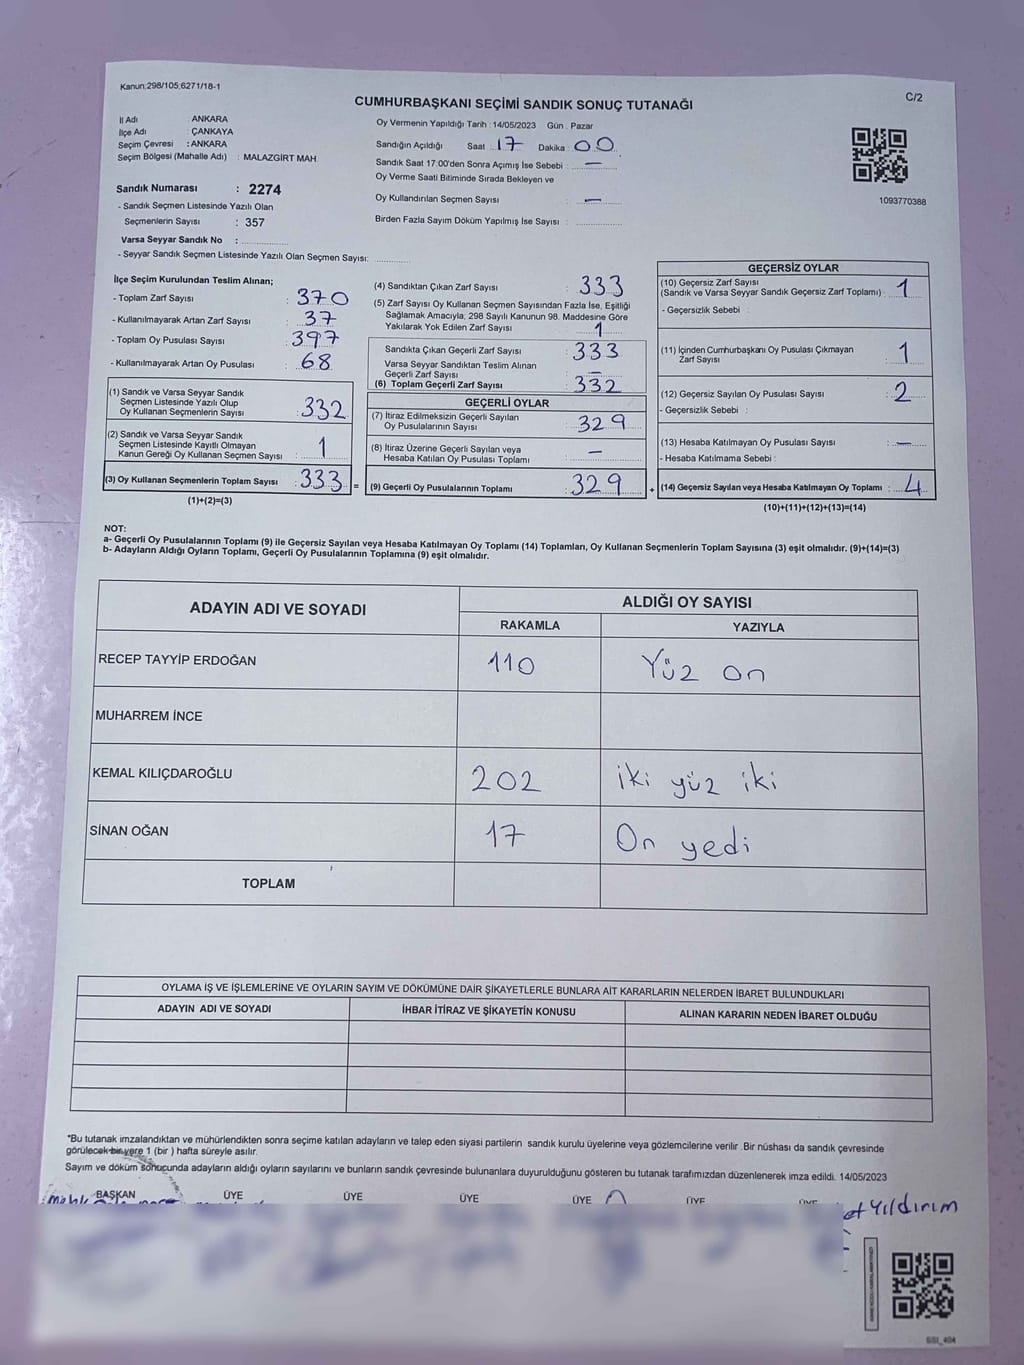 Kanun:298/105;6271/18-1
C/2
CUMHURBAŞKANI SEÇİMİ SANDIK SONUÇ TUTANAĞI
İl Adı ANKARA
İlçe Adı ÇANKAYA
Seçim Çevresi : ANKARA
Seçim Bölgesi (Mahalle Adı) : MALAZGİRT MAH.
Sandık Numarası : 2274
- Sandık Seçmen Listesinde Yazılı Olan
Seçmenlerin Sayısı : 357
Varsa Seyyar Sandık No :
- Seyyar Sandık Seçmen Listesinde Yazılı Olan Seçmen Sayısı:
Oy Vermenin Yapıldığı Tarih : 14/05/2023 Gün : Pazar
Sandığın Açıldığı Saat : 17 Dakika : 00
Sandık Saat 17:00'den Sonra Açımış İse Sebebi : —
Oy Verme Saati Bitiminde Sırada Bekleyen ve
Oy Kullandırılan Seçmen Sayısı : —
Birden Fazla Sayım Döküm Yapılmış İse Sayısı :
1093770388
İlçe Seçim Kurulundan Teslim Alınan;
- Toplam Zarf Sayısı : 370
- Kullanılmayarak Artan Zarf Sayısı : 37
- Toplam Oy Pusulası Sayısı : 397
- Kullanılmayarak Artan Oy Pusulası : 68
(1) Sandık ve Varsa Seyyar Sandık
Seçmen Listesinde Yazılı Olup
Oy Kullanan Seçmenlerin Sayısı : 332
(2) Sandık ve Varsa Seyyar Sandık
Seçmen Listesinde Kayıtlı Olmayan
Kanun Gereği Oy Kullanan Seçmen Sayısı : 1
(3) Oy Kullanan Seçmenlerin Toplam Sayısı : 333 =
(1)+(2)=(3)
(4) Sandıktan Çıkan Zarf Sayısı : 333
(5) Zarf Sayısı Oy Kullanan Seçmen Sayısından Fazla İse, Eşitliği
Sağlamak Amacıyla; 298 Sayılı Kanunun 98. Maddesine Göre
Yakılarak Yok Edilen Zarf Sayısı : 1
Sandıkta Çıkan Geçerli Zarf Sayısı : 333
Varsa Seyyar Sandıktan Teslim Alınan
Geçerli Zarf Sayısı : —
(6) Toplam Geçerli Zarf Sayısı : 332
GEÇERLİ OYLAR
(7) İtiraz Edilmeksizin Geçerli Sayılan
Oy Pusulalarının Sayısı : 329
(8) İtiraz Üzerine Geçerli Sayılan veya
Hesaba Katılan Oy Pusulası Toplamı : —
(9) Geçerli Oy Pusulalarının Toplamı : 329 +
GEÇERSİZ OYLAR
(10) Geçersiz Zarf Sayısı
(Sandık ve Varsa Seyyar Sandık Geçersiz Zarf Toplamı) : 1
- Geçersizlik Sebebi :
(11) İçinden Cumhurbaşkanı Oy Pusulası Çıkmayan
Zarf Sayısı : 1
(12) Geçersiz Sayılan Oy Pusulası Sayısı : 2
- Geçersizlik Sebebi :
(13) Hesaba Katılmayan Oy Pusulası Sayısı : —
- Hesaba Katılmama Sebebi :
(14) Geçersiz Sayılan veya Hesaba Katılmayan Oy Toplamı : 4
(10)+(11)+(12)+(13)=(14)
NOT:
a- Geçerli Oy Pusulalarının Toplamı (9) ile Geçersiz Sayılan veya Hesaba Katılmayan Oy Toplamı (14) Toplamları, Oy Kullanan Seçmenlerin Toplam Sayısına (3) eşit olmalıdır. (9)+(14)=(3)
b- Adayların Aldığı Oyların Toplamı, Geçerli Oy Pusulalarının Toplamına (9) eşit olmalıdır.
ADAYIN ADI VE SOYADI ALDIĞI OY SAYISI
RAKAMLA YAZIYLA
RECEP TAYYİP ERDOĞAN 110 Yüz on
MUHARREM İNCE
KEMAL KILIÇDAROĞLU 202 iki yüz iki
SİNAN OĞAN 17 On yedi
TOPLAM
OYLAMA İŞ VE İŞLEMLERİNE VE OYLARIN SAYIM VE DÖKÜMÜNE DAİR ŞİKAYETLERLE BUNLARA AİT KARARLARIN NELERDEN İBARET BULUNDUKLARI
ADAYIN ADI VE SOYADI İHBAR İTİRAZ VE ŞİKAYETİN KONUSU ALINAN KARARIN NEDEN İBARET OLDUĞU
*Bu tutanak imzalandıktan ve mühürlendikten sonra seçime katılan adayların ve talep eden siyasi partilerin sandık kurulu üyelerine veya gözlemcilerine verilir .Bir nüshası da sandık çevresinde
görülecek bir yere 1 (bir ) hafta süreyle asılır.
Sayım ve döküm sonucunda adayların aldığı oyların sayılarını ve bunların sandık çevresinde bulunanlara duyurulduğunu gösteren bu tutanak tarafımızdan düzenlenerek imza edildi. 14/05/2023
BAŞKAN ÜYE ÜYE ÜYE ÜYE ÜYE ÜYE
Yıldırım